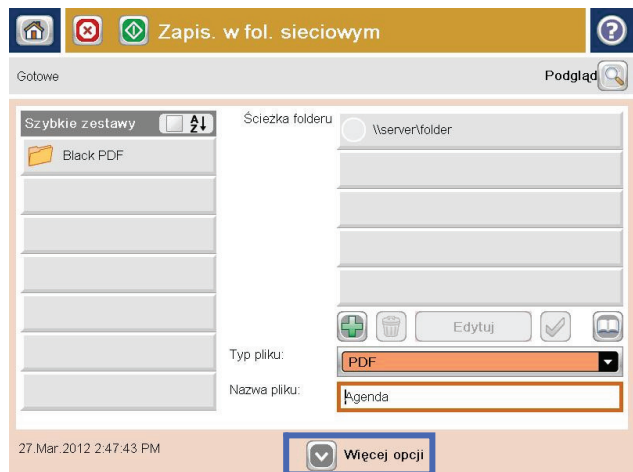 Zapis. w fol. sieciowym
Gotowe
Podgląd
Szybkie zestawy
Black PDF
Ścieżka folderu
\\server\folder
Edytuj
Typ pliku:
PDF
Nazwa pliku:
Agenda
27.Mar.2012 2:47:43 PM
Więcej opcji